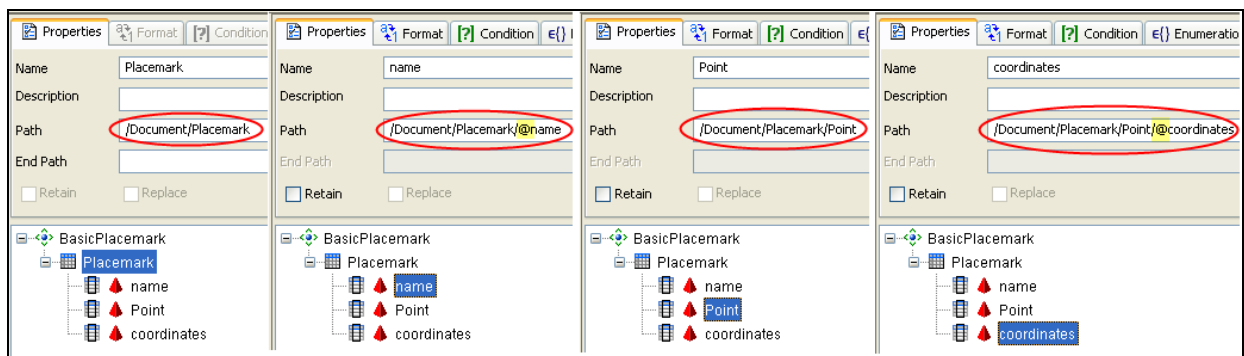 Properties Format [?] Condition
Name Placemark
Description
Path /Document/Placemark
End Path
Retain Replace
BasicPlacemark
Placemark
name
Point
coordinates
Properties Format [?] Condition ε{}
Name name
Description
Path /Document/Placemark/@name
End Path
Retain Replace
BasicPlacemark
Placemark
name
Point
coordinates
Properties Format [?] Condition ε{}
Name Point
Description
Path /Document/Placemark/Point
End Path
Retain Replace
BasicPlacemark
Placemark
name
Point
coordinates
Properties Format [?] Condition ε{} Enumeratio
Name coordinates
Description
Path /Document/Placemark/Point/@coordinates
End Path
Retain Replace
BasicPlacemark
Placemark
name
Point
coordinates